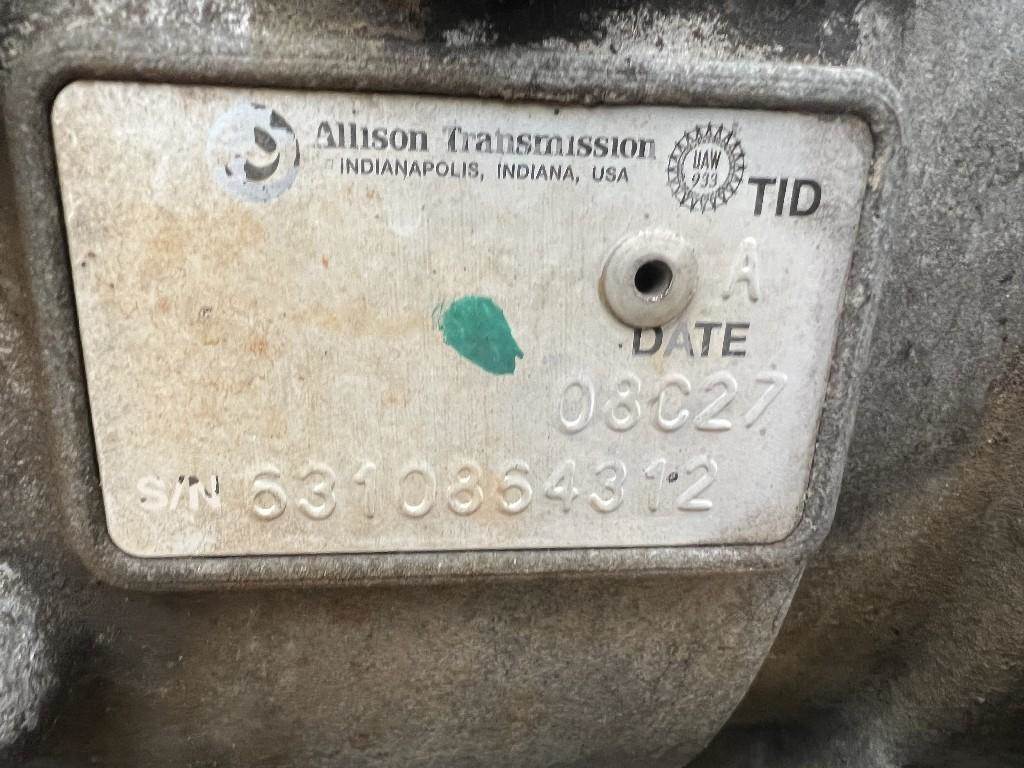 Allison Transmission
INDIANAPOLIS, INDIANA, USA
UAW
933
TID
A
DATE
08C27
S/N 6310864312